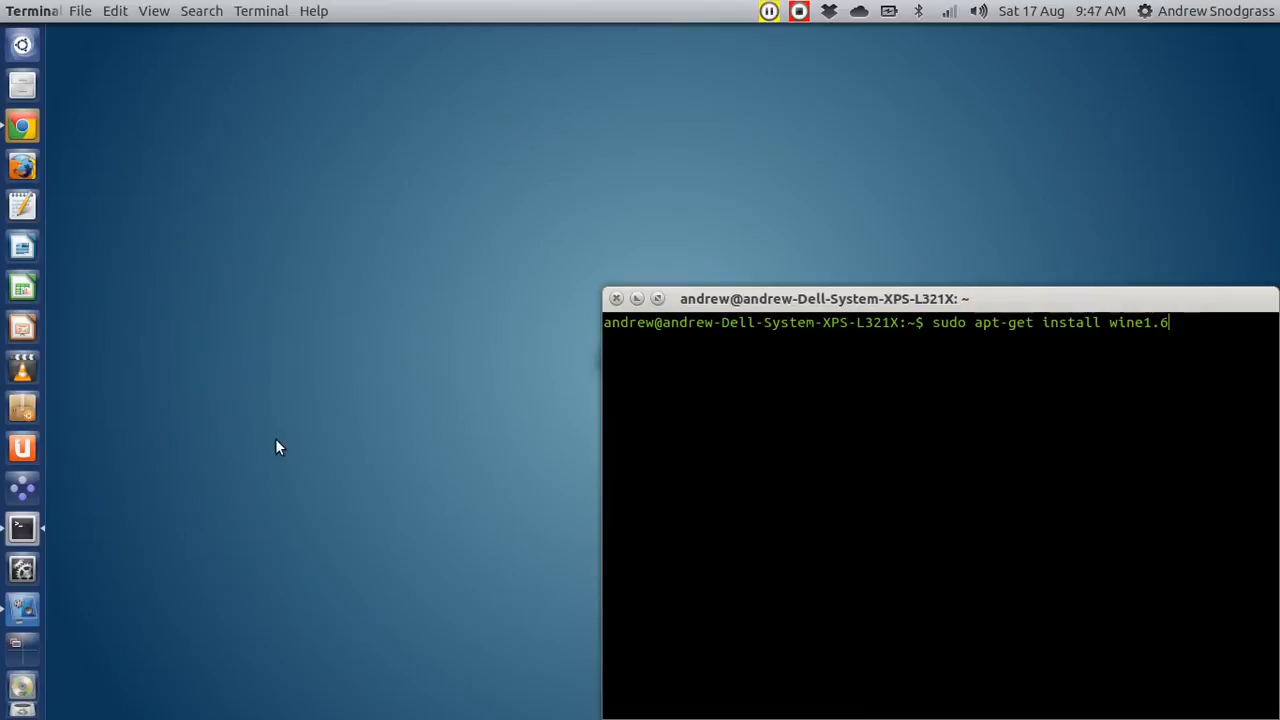 Terminal File Edit View Search Terminal Help Sat 17 Aug 9:47 AM Andrew Snodgrass
andrew@andrew-Dell-System-XPS-L321X: ~
andrew@andrew-Dell-System-XPS-L321X:~$ sudo apt-get install wine1.6